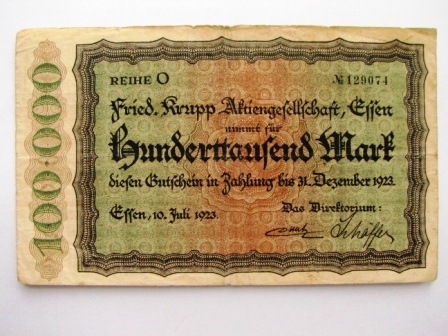 100·000
REIHE O
№ 129074
Fried. Krupp Aktiengesellschaft, Essen
nimmt für
Hunderttausend Mark
diesen Gutschein in Zahlung bis 31. Dezember 1923.
Essen, 10. Juli 1923.
Das Direktorium:
Schäffer